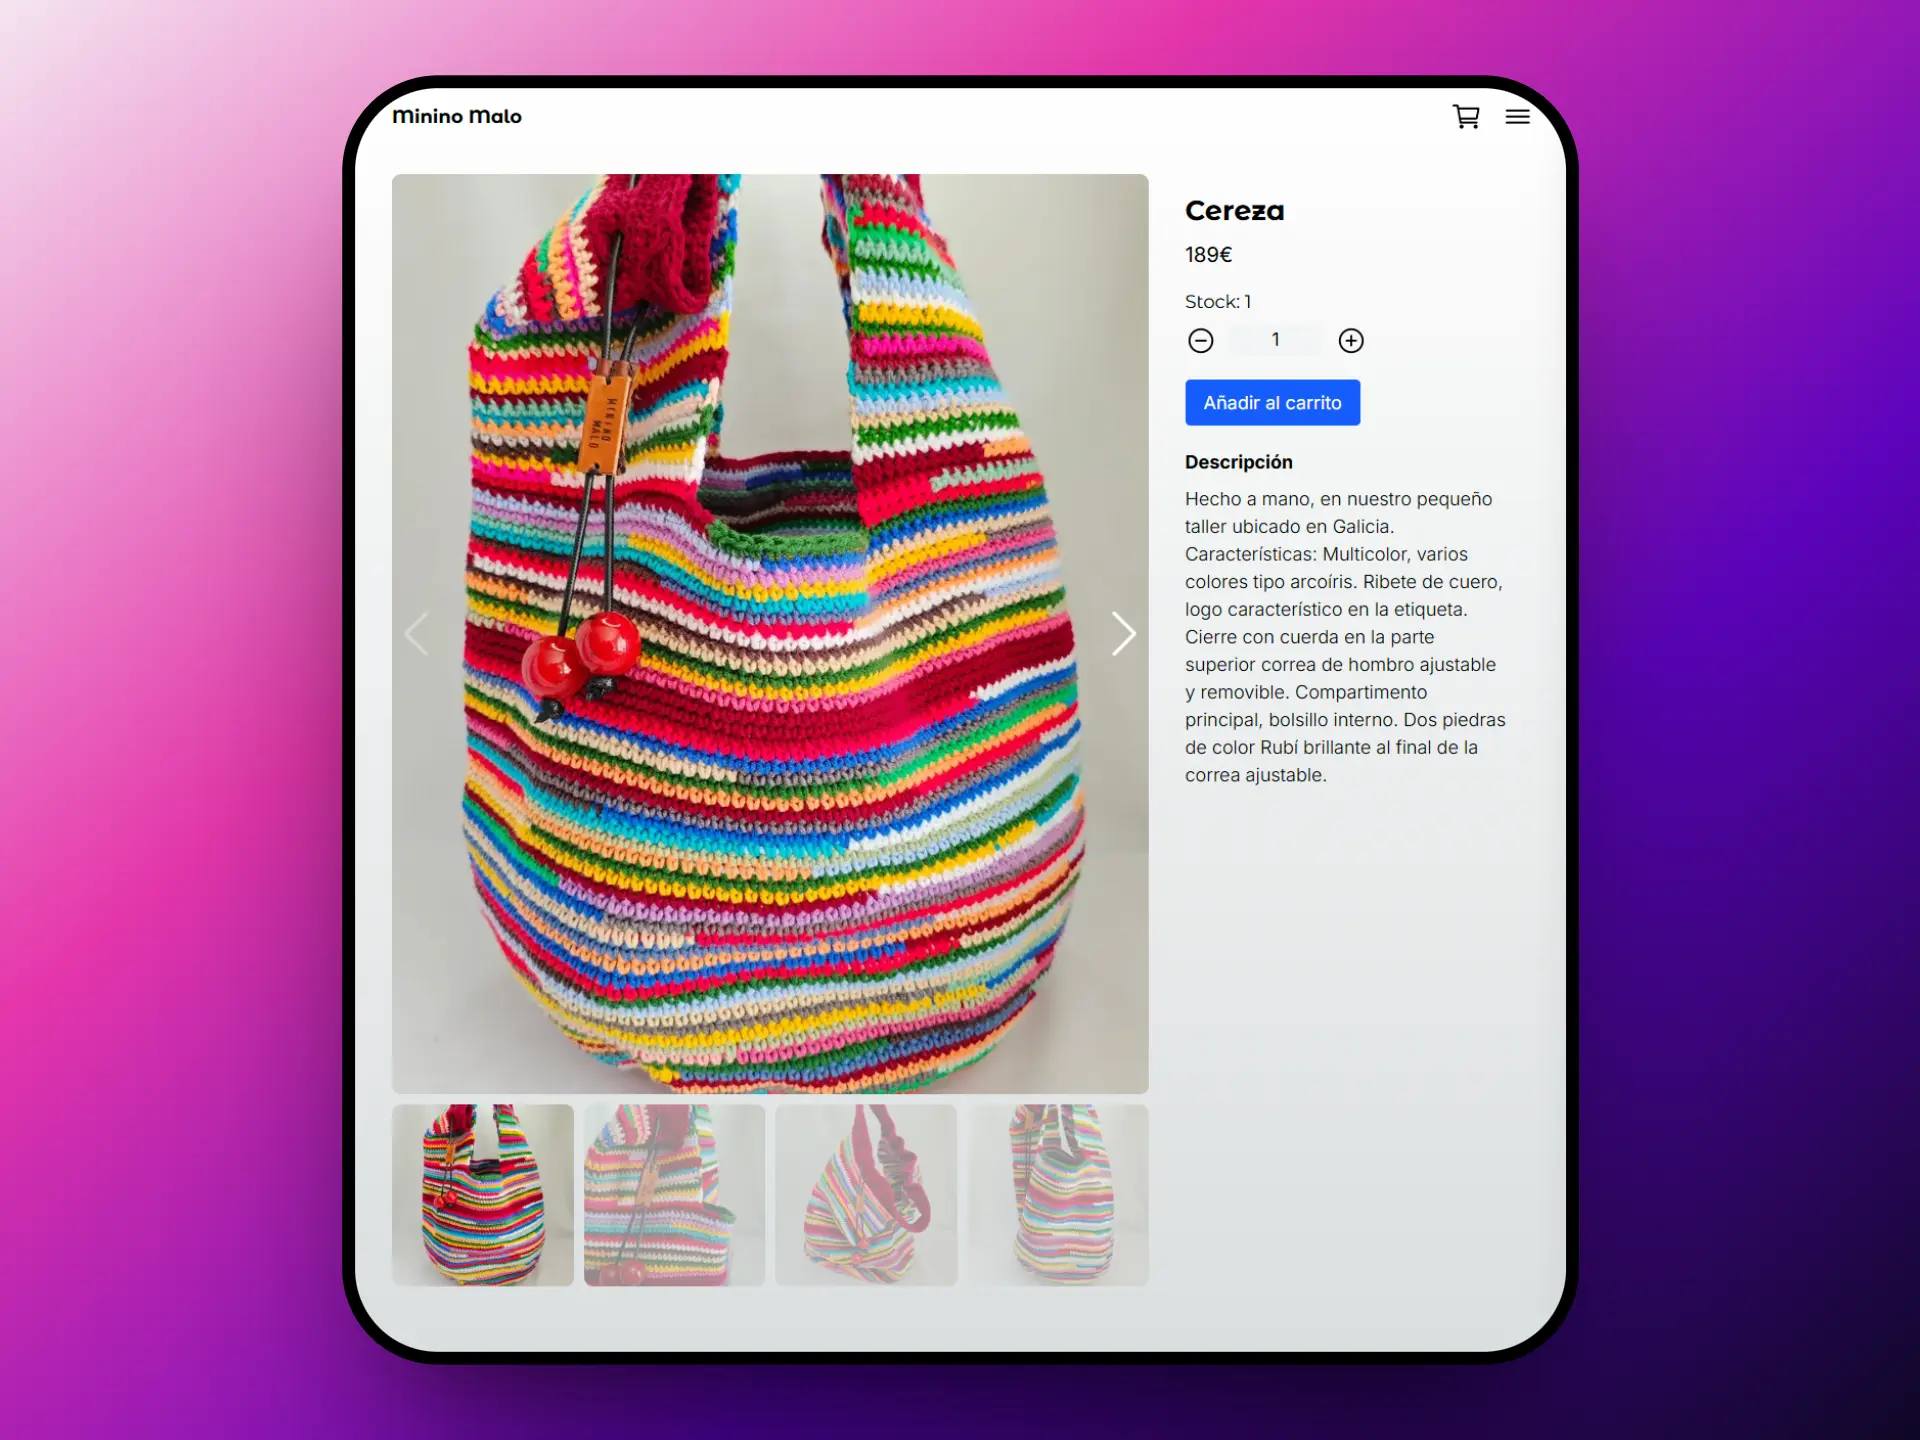 Minino Malo
Cereza
189€
Stock: 1
1
Añadir al carrito
MININO
MALO
Descripción
Hecho a mano, en nuestro pequeño
taller ubicado en Galicia.
Características: Multicolor, varios
colores tipo arcoíris. Ribete de cuero,
logo característico en la etiqueta.
Cierre con cuerda en la parte
superior correa de hombro ajustable
y removible. Compartimento
principal, bolsillo interno. Dos piedras
de color Rubí brillante al final de la
correa ajustable.